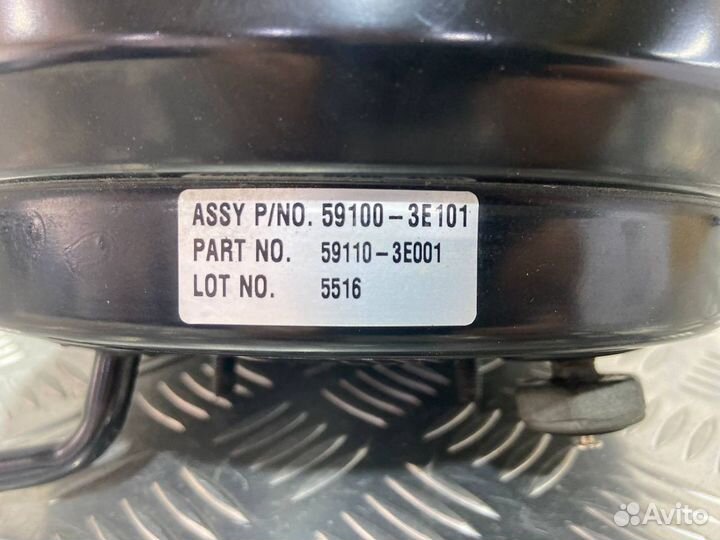 ASSY P/NO. 59100-3E101
PART NO. 59110-3E001
LOT NO. 5516
Avito